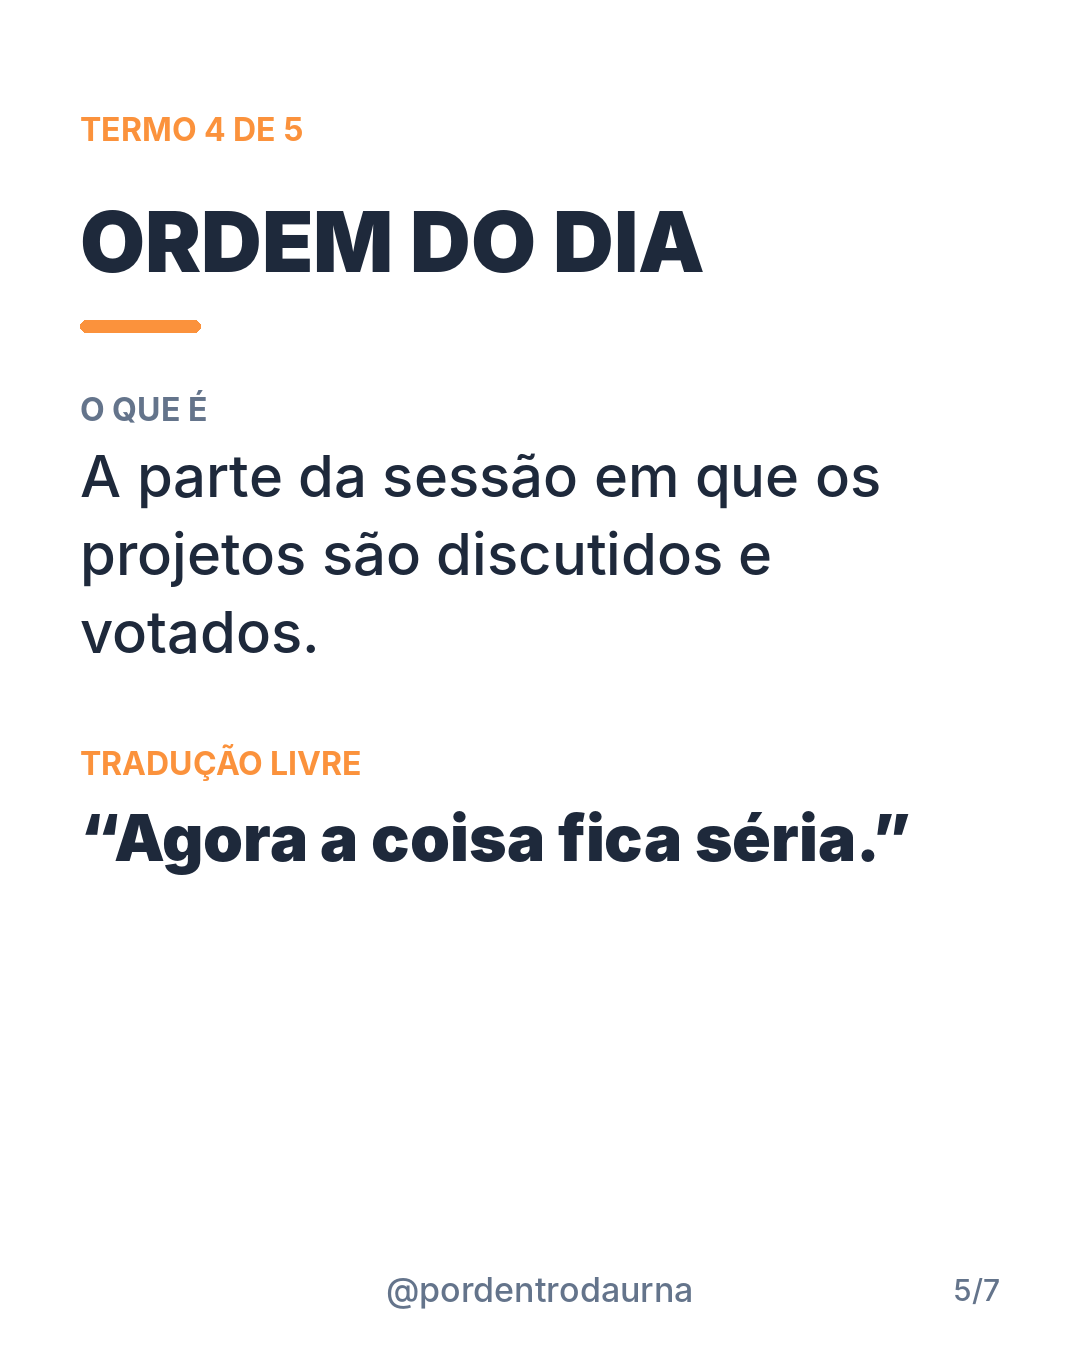 TERMO 4 DE 5
ORDEM DO DIA
O QUE É
A parte da sessão em que os
projetos são discutidos e
votados.
TRADUÇÃO LIVRE
“Agora a coisa fica séria.”
@pordentrodaurna
5/7